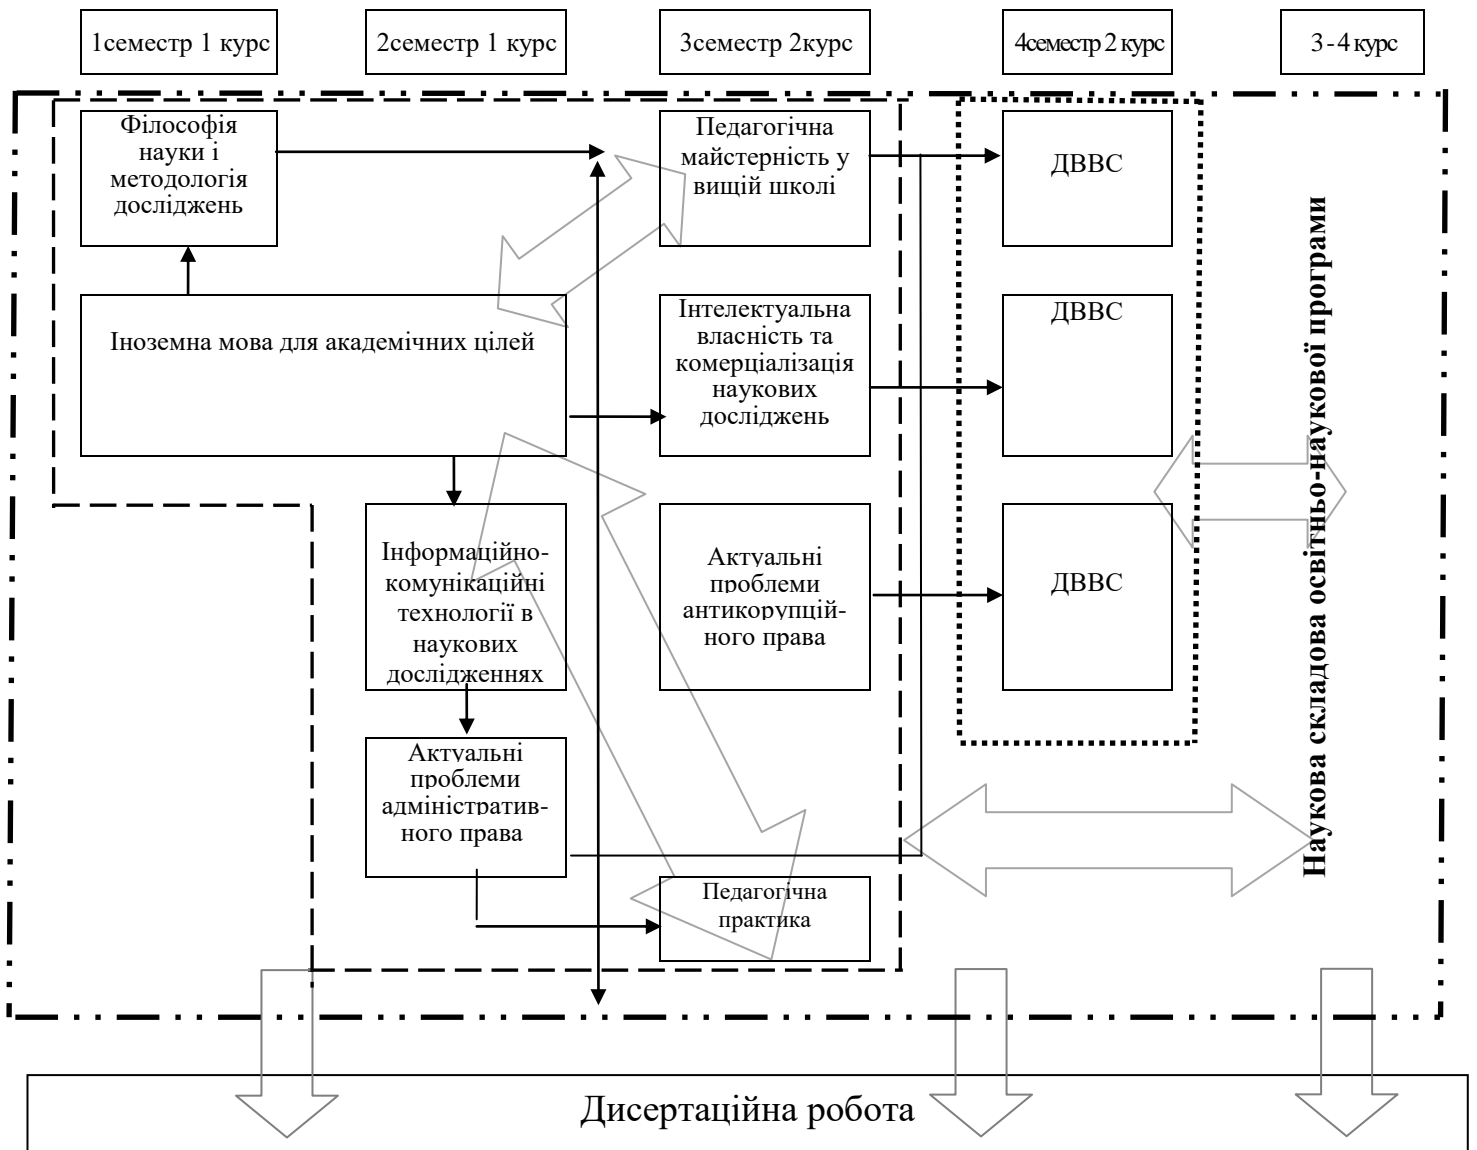 1семестр 1 курс
2семестр 1 курс
3семестр 2курс
4семестр 2 курс
3-4 курс
Філософія
науки і
методологія
досліджень
Педагогічна
майстерність у
вищій школі
ДВВС
Іноземна мова для академічних цілей
Інтелектуальна
власність та
комерціалізація
наукових
досліджень
ДВВС
Інформаційно-
комунікаційні
технології в
наукових
дослідженнях
Актуальні
проблеми
антикорупцій-
ного права
ДВВС
Актуальні
проблеми
адміністратив-
ного права
Педагогічна
практика
Наукова складова освітньо-наукової програми
Дисертаційна робота